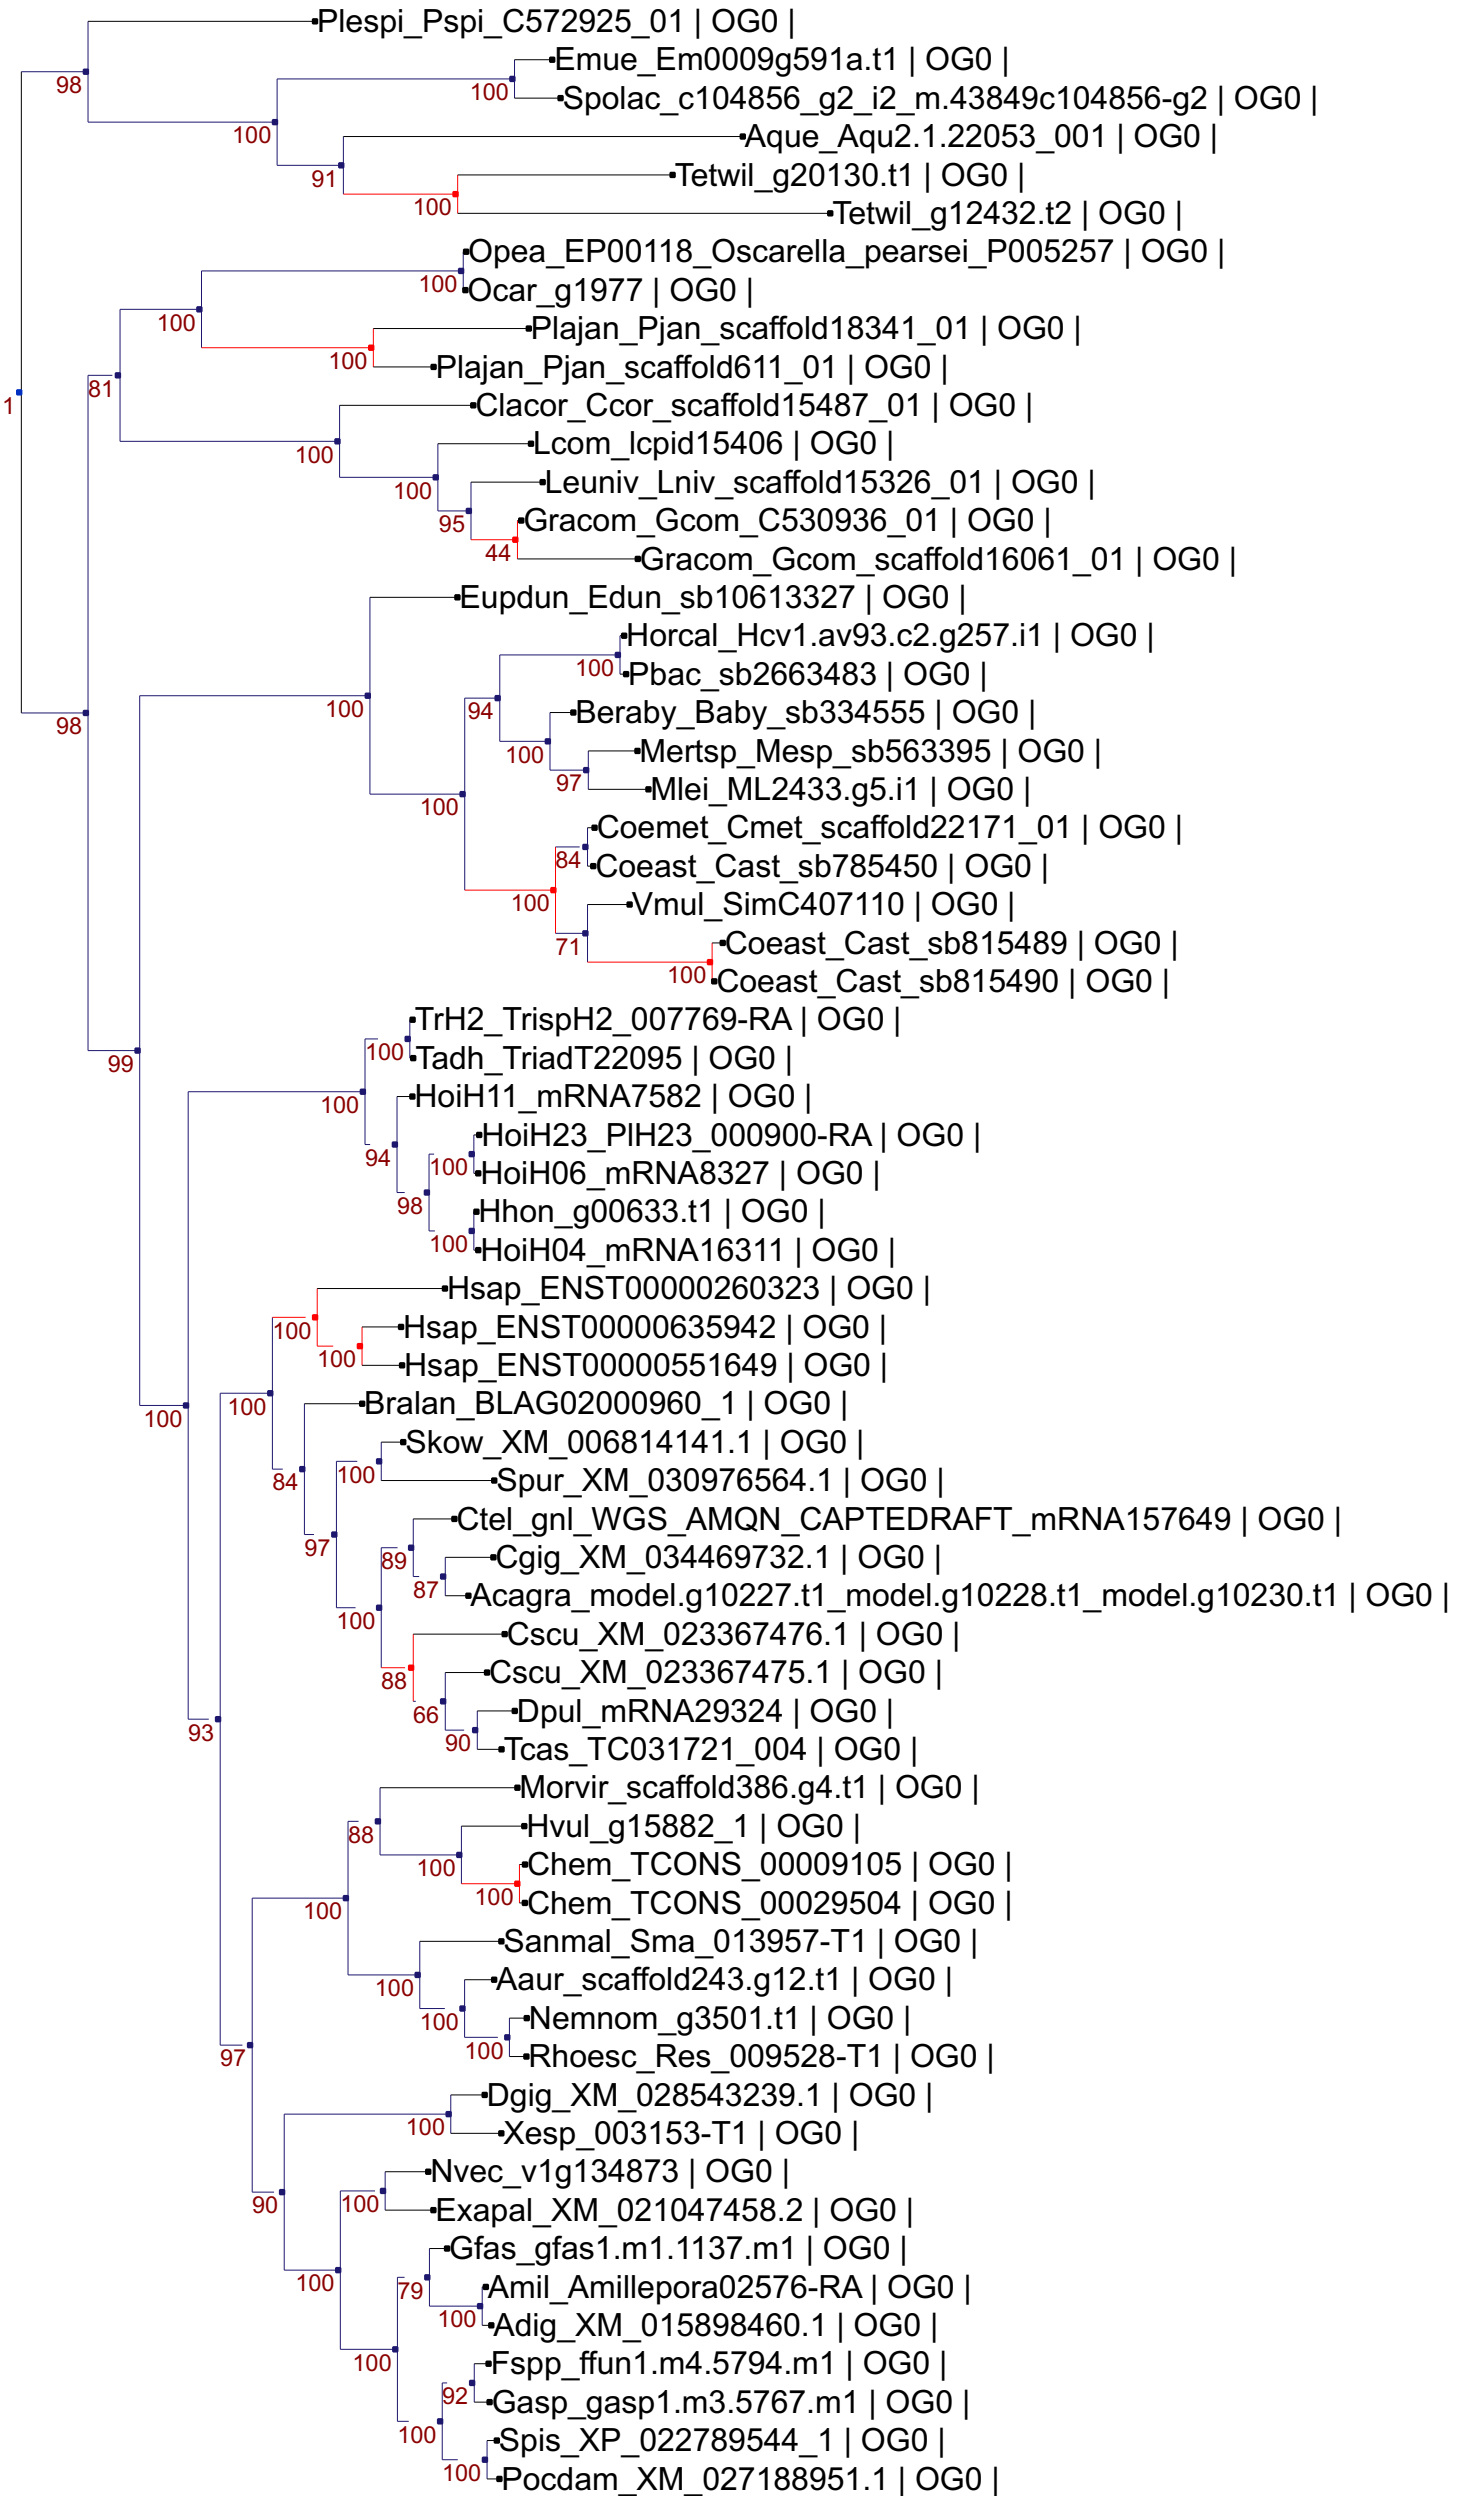 Plespi_Pspi_C572925_01 | OG0 |
Emue_Em0009g591a.t1 | OG0 |
98
100
Spolac_c104856_g2_i2_m.43849c104856-g2 | OG0 |
100
Aque_Aqu2.1.22053_001 | OG0 |
91
Tetwil_g20130.t1 | OG0 |
100
Tetwil_g12432.t2 | OG0 |
Opea_EP00118_Oscarella_pearsei_P005257 | OG0 |
100
Ocar_g1977 | OG0 |
100
Plajan_Pjan_scaffold18341_01 | OG0 |
100
Plajan_Pjan_scaffold611_01 | OG0 |
81
1
Clacor_Ccor_scaffold15487_01 | OG0 |
100
Lcom_lcpid15406 | OG0 |
100
Leuniv_Lniv_scaffold15326_01 | OG0 |
95
Gracom_Gcom_C530936_01 | OG0 |
44
Gracom_Gcom_scaffold16061_01 | OG0 |
Eupdun_Edun_sb10613327 | OG0 |
Horcal_Hcv1.av93.c2.g257.i1 | OG0 |
100
Pbac_sb2663483 | OG0 |
100
94
98
Beraby_Baby_sb334555 | OG0 |
100
Mertsp_Mesp_sb563395 | OG0 |
97
Mlei_ML2433.g5.i1 | OG0 |
100
Coemet_Cmet_scaffold22171_01 | OG0 |
84
Coeast_Cast_sb785450 | OG0 |
100
Vmul_SimC407110 | OG0 |
71
Coeast_Cast_sb815489 | OG0 |
100
Coeast_Cast_sb815490 | OG0 |
TrH2_TrispH2_007769-RA | OG0 |
100
Tadh_TriadT22095 | OG0 |
99
HoiH11_mRNA7582 | OG0 |
100
HoiH23_PlH23_000900-RA | OG0 |
94
100
HoiH06_mRNA8327 | OG0 |
98
Hhon_g00633.t1 | OG0 |
100
HoiH04_mRNA16311 | OG0 |
Hsap_ENST00000260323 | OG0 |
100
Hsap_ENST00000635942 | OG0 |
100
Hsap_ENST00000551649 | OG0 |
100
Bralan_BLAG02000960_1 | OG0 |
100
Skow_XM_006814141.1 | OG0 |
100
84
Spur_XM_030976564.1 | OG0 |
Ctel_gnl_WGS_AMQN_CAPTEDRAFT_mRNA157649 | OG0 |
97
89
Cgig_XM_034469732.1 | OG0 |
87
Acagra_model.g10227.t1_model.g10228.t1_model.g10230.t1 | OG0 |
100
Cscu_XM_023367476.1 | OG0 |
88
Cscu_XM_023367475.1 | OG0 |
66
Dpul_mRNA29324 | OG0 |
93
90
Tcas_TC031721_004 | OG0 |
Morvir_scaffold386.g4.t1 | OG0 |
88
Hvul_g15882_1 | OG0 |
100
Chem_TCONS_00009105 | OG0 |
100
Chem_TCONS_00029504 | OG0 |
100
Sanmal_Sma_013957-T1 | OG0 |
100
Aaur_scaffold243.g12.t1 | OG0 |
100
Nemnom_g3501.t1 | OG0 |
100
Rhoesc_Res_009528-T1 | OG0 |
97
Dgig_XM_028543239.1 | OG0 |
100
Xesp_003153-T1 | OG0 |
Nvec_v1g134873 | OG0 |
90
100
Exapal_XM_021047458.2 | OG0 |
Gfas_gfas1.m1.1137.m1 | OG0 |
100
79
Amil_Amillepora02576-RA | OG0 |
100
Adig_XM_015898460.1 | OG0 |
100
Fspp_ffun1.m4.5794.m1 | OG0 |
92
Gasp_gasp1.m3.5767.m1 | OG0 |
100
Spis_XP_022789544_1 | OG0 |
100
Pocdam_XM_027188951.1 | OG0 |